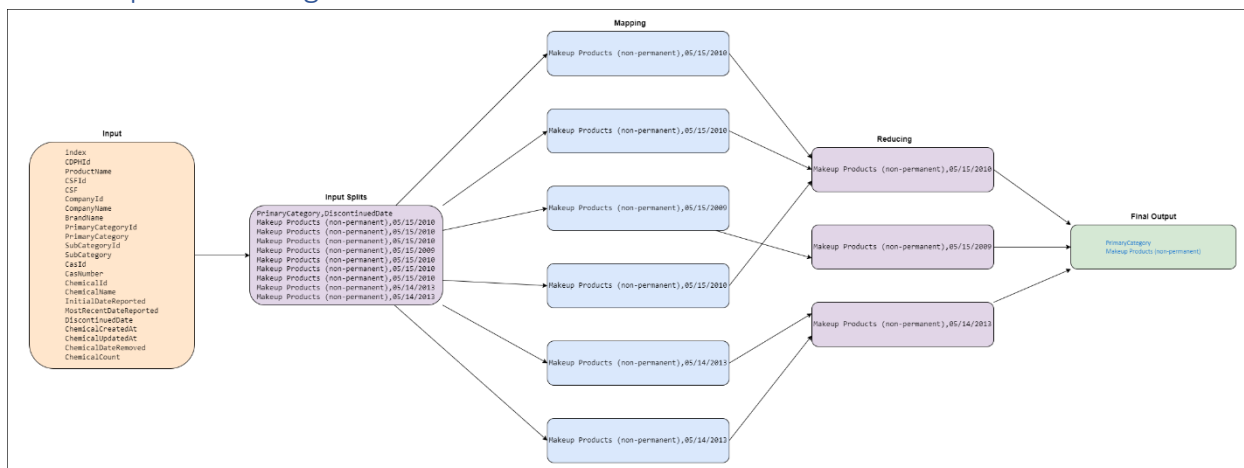 Input
index
CDPHId
ProductName
CSFId
CSF
CompanyId
CompanyName
BrandName
PrimaryCategoryId
PrimaryCategory
SubCategoryId
SubCategory
CasId
CasNumber
ChemicalId
ChemicalName
InitialDateReported
MostRecentDateReported
DiscontinuedDate
ChemicalCreatedAt
ChemicalUpdatedAt
ChemicalDateRemoved
ChemicalCount
Input Splits
PrimaryCategory,DiscontinuedDate
Makeup Products (non-permanent),05/15/2010
Makeup Products (non-permanent),05/15/2010
Makeup Products (non-permanent),05/15/2010
Makeup Products (non-permanent),05/15/2009
Makeup Products (non-permanent),05/15/2010
Makeup Products (non-permanent),05/15/2010
Makeup Products (non-permanent),05/15/2010
Makeup Products (non-permanent),05/14/2013
Makeup Products (non-permanent),05/14/2013
Mapping
Makeup Products (non-permanent),05/15/2010
Makeup Products (non-permanent),05/15/2010
Makeup Products (non-permanent),05/15/2009
Makeup Products (non-permanent),05/15/2010
Makeup Products (non-permanent),05/14/2013
Makeup Products (non-permanent),05/14/2013
Reducing
Makeup Products (non-permanent),05/15/2010
Makeup Products (non-permanent),05/15/2009
Makeup Products (non-permanent),05/14/2013
Final Output
PrimaryCategory
Makeup Products (non-permanent)